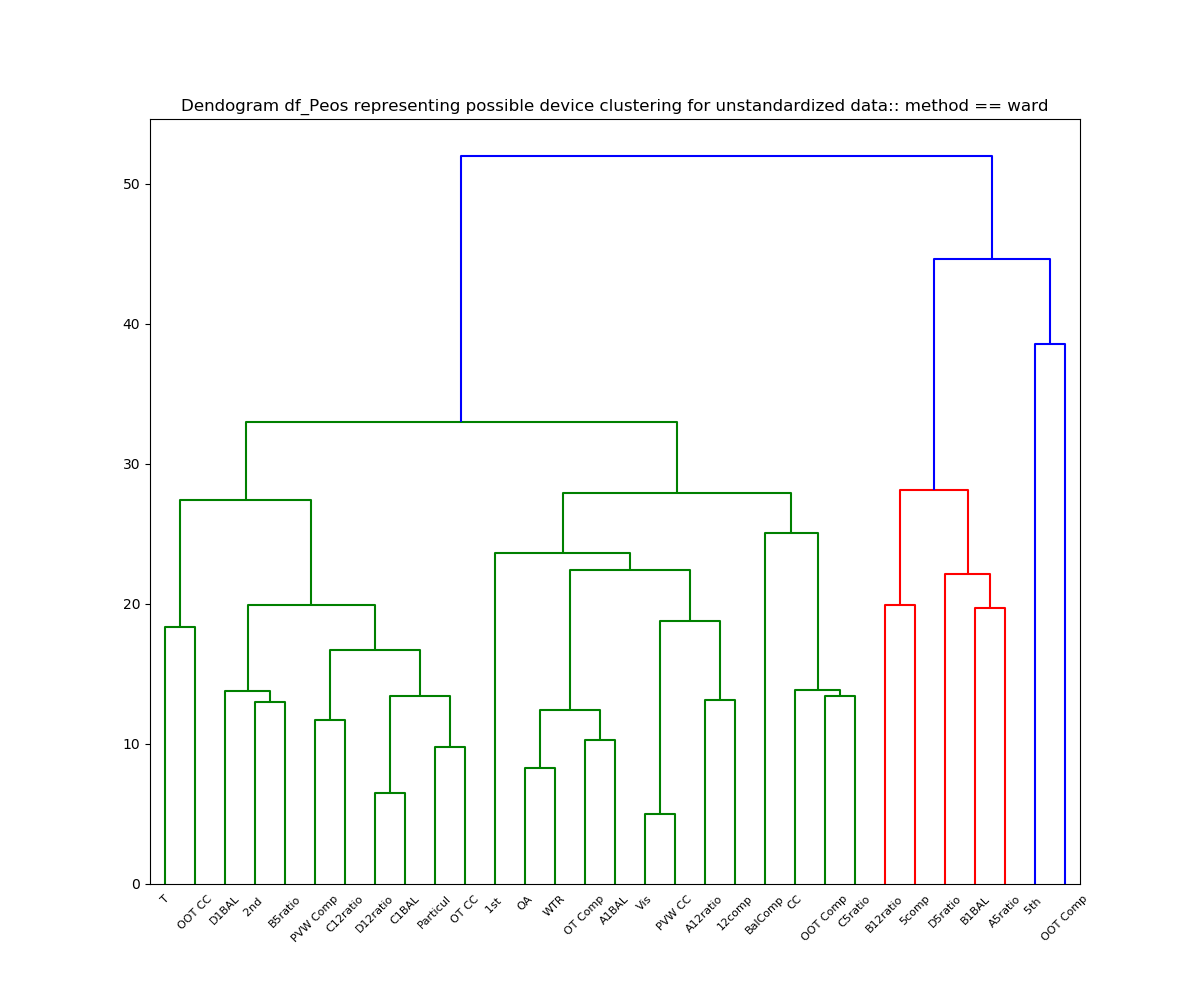 Dendogram df_Peos representing possible device clustering for unstandardized data:: method == ward
50
40
30
20
10
0
T
OOT CC
D1BAL
2nd
B5ratio
PVW Comp
C12ratio
D12ratio
C1BAL
Particul
OT CC
1st
OA
WTR
OT Comp
A1BAL
Vis
PVW CC
A12ratio
12comp
BalComp
CC
OOT Comp
C5ratio
B12ratio
5comp
D5ratio
B1BAL
A5ratio
5th
OOT Comp